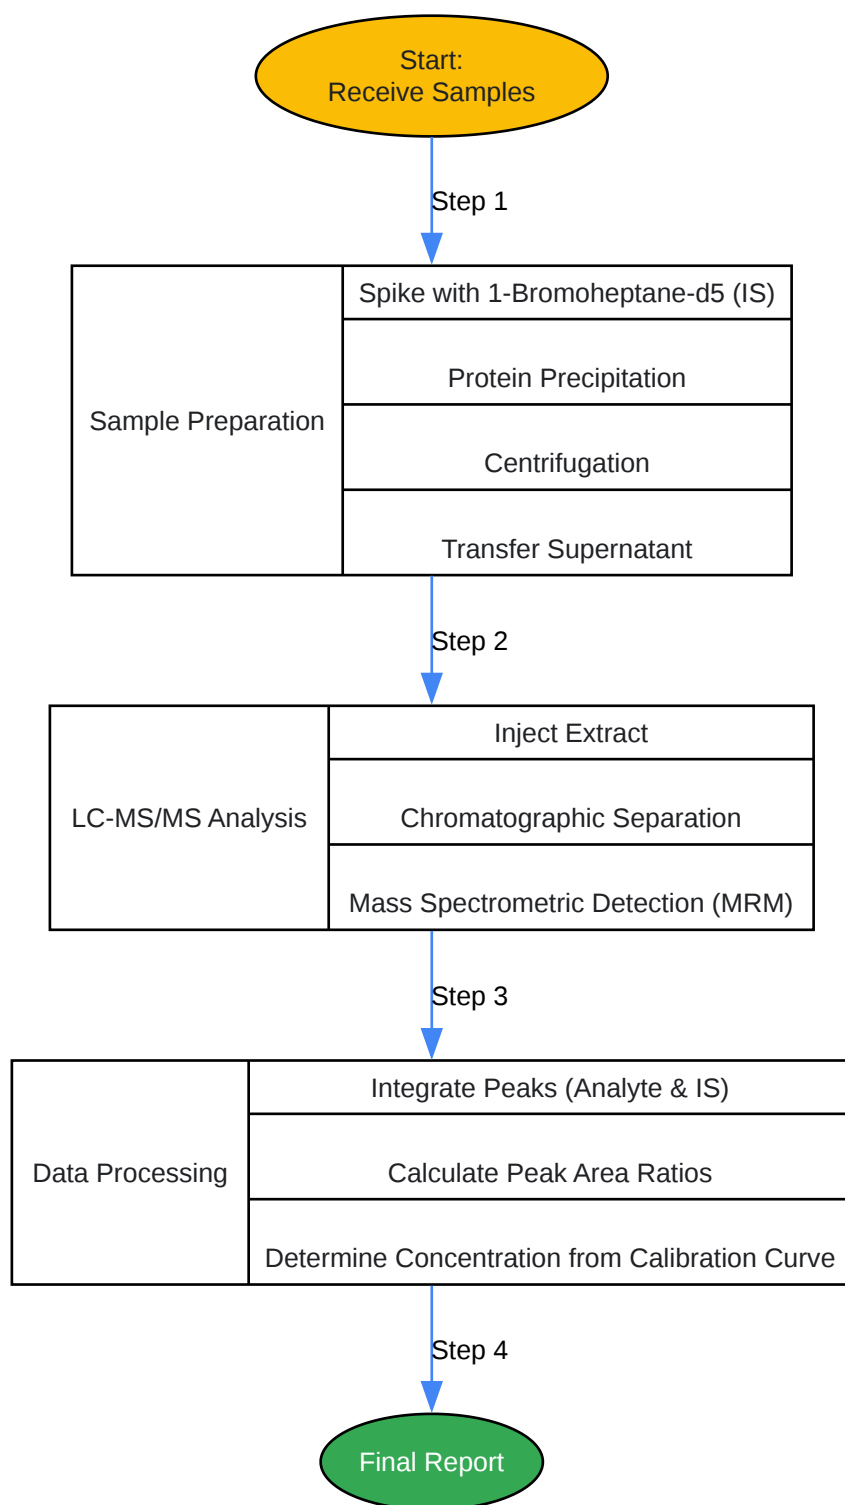 Start:
Receive Samples
Step 1
Sample Preparation
Spike with 1-Bromoheptane-d5 (IS)
Protein Precipitation
Centrifugation
Transfer Supernatant
Step 2
LC-MS/MS Analysis
Inject Extract
Chromatographic Separation
Mass Spectrometric Detection (MRM)
Step 3
Data Processing
Integrate Peaks (Analyte & IS)
Calculate Peak Area Ratios
Determine Concentration from Calibration Curve
Step 4
Final Report